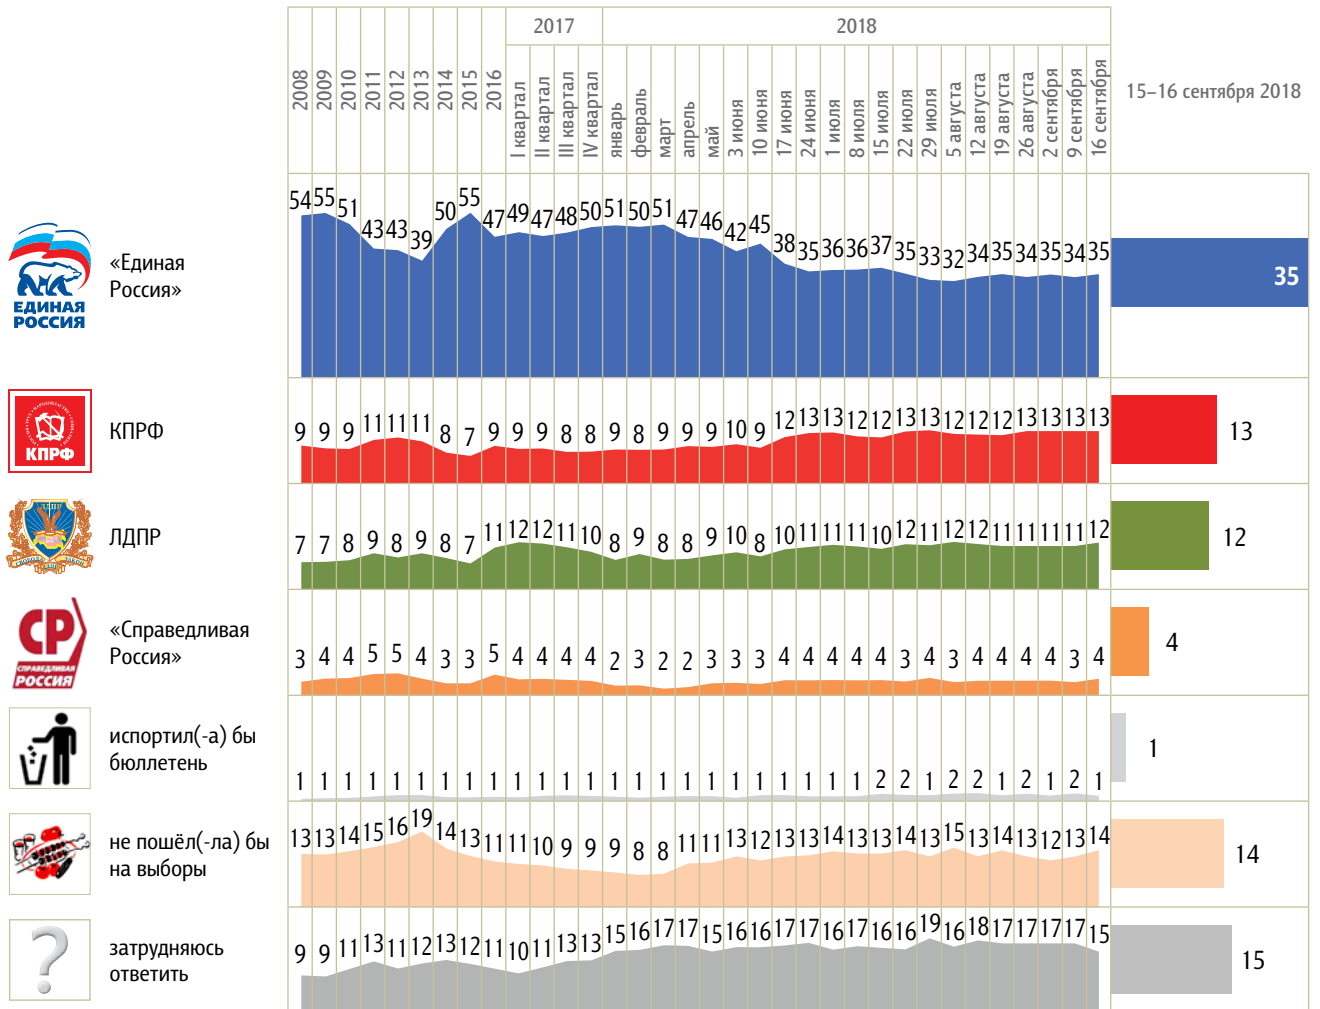 2017
2018
2008 2009 2010 2011 2012 2013 2014 2015 2016 I квартал II квартал III квартал IV квартал январь февраль март апрель май 3 июня 10 июня 17 июня 24 июня 1 июля 8 июля 15 июля 22 июля 29 июля 5 августа 12 августа 19 августа 26 августа 2 сентября 9 сентября 16 сентября
15–16 сентября 2018
ЕДИНАЯ
РОССИЯ
«Единая
Россия»
54 55 51 43 43 39 50 55 47 49 47 48 50 51 50 51 47 46 42 45 38 35 36 36 37 35 33 32 34 35 34 35 34 35
35
КПРФ
КПРФ
9 9 9 11 11 11 8 7 9 9 9 8 8 9 8 9 9 9 10 9 12 13 13 12 12 13 13 12 12 12 13 13 13 13
13
ЛДПР
ЛДПР
7 7 8 9 8 9 8 7 11 12 12 11 10 8 9 8 8 9 10 8 10 11 11 11 10 12 11 12 12 11 11 11 11 12
12
СР
СПРАВЕДЛИВАЯ
РОССИЯ
«Справедливая
Россия»
3 4 4 5 5 4 3 3 5 4 4 4 4 2 3 2 2 3 3 3 4 4 4 4 4 3 4 3 4 4 4 4 3 4
4
испортил(-а) бы
бюллетень
1 1 1 1 1 1 1 1 1 1 1 1 1 1 1 1 1 1 1 1 1 1 1 1 2 2 1 2 2 1 2 1 2 1
1
не пошёл(-ла) бы
на выборы
13 13 14 15 16 19 14 13 11 11 10 9 9 9 8 8 11 11 13 12 13 13 14 13 13 14 13 15 13 14 13 12 13 14
14
?
затрудняюсь
ответить
9 9 11 13 11 12 13 12 11 10 11 13 13 15 16 17 17 15 16 16 17 17 16 17 16 16 19 16 18 17 17 17 17 15
15